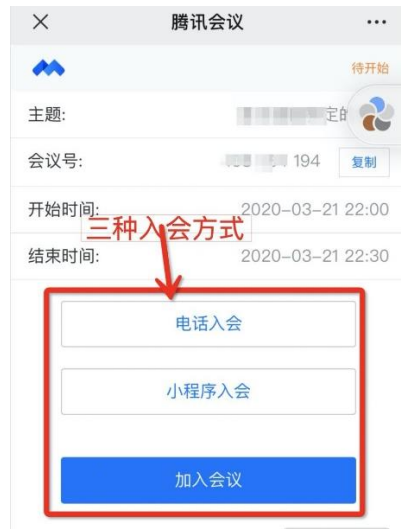 腾讯会议
待开始
主题:
会议号: 194 复制
开始时间: 2020-03-21 22:00
三种入会方式
结束时间: 2020-03-21 22:30
电话入会
小程序入会
加入会议